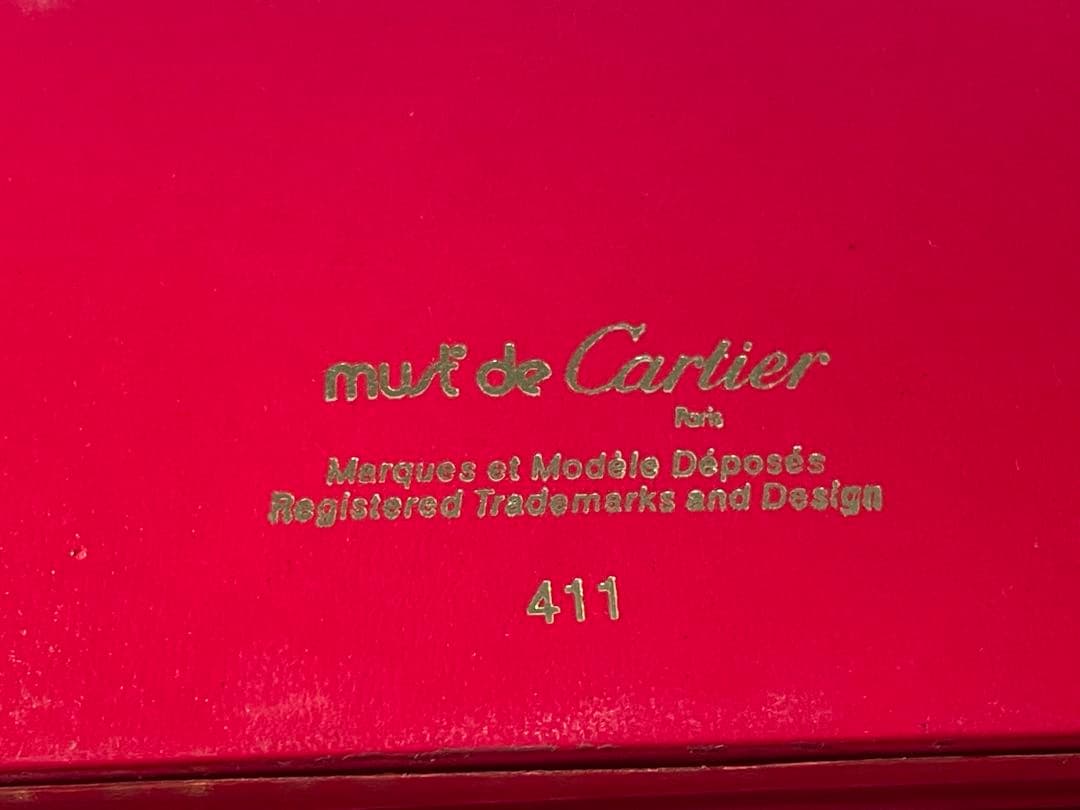 must de Cartier
Paris
Marques et Modèle Déposés
Registered Trademarks and Design
411